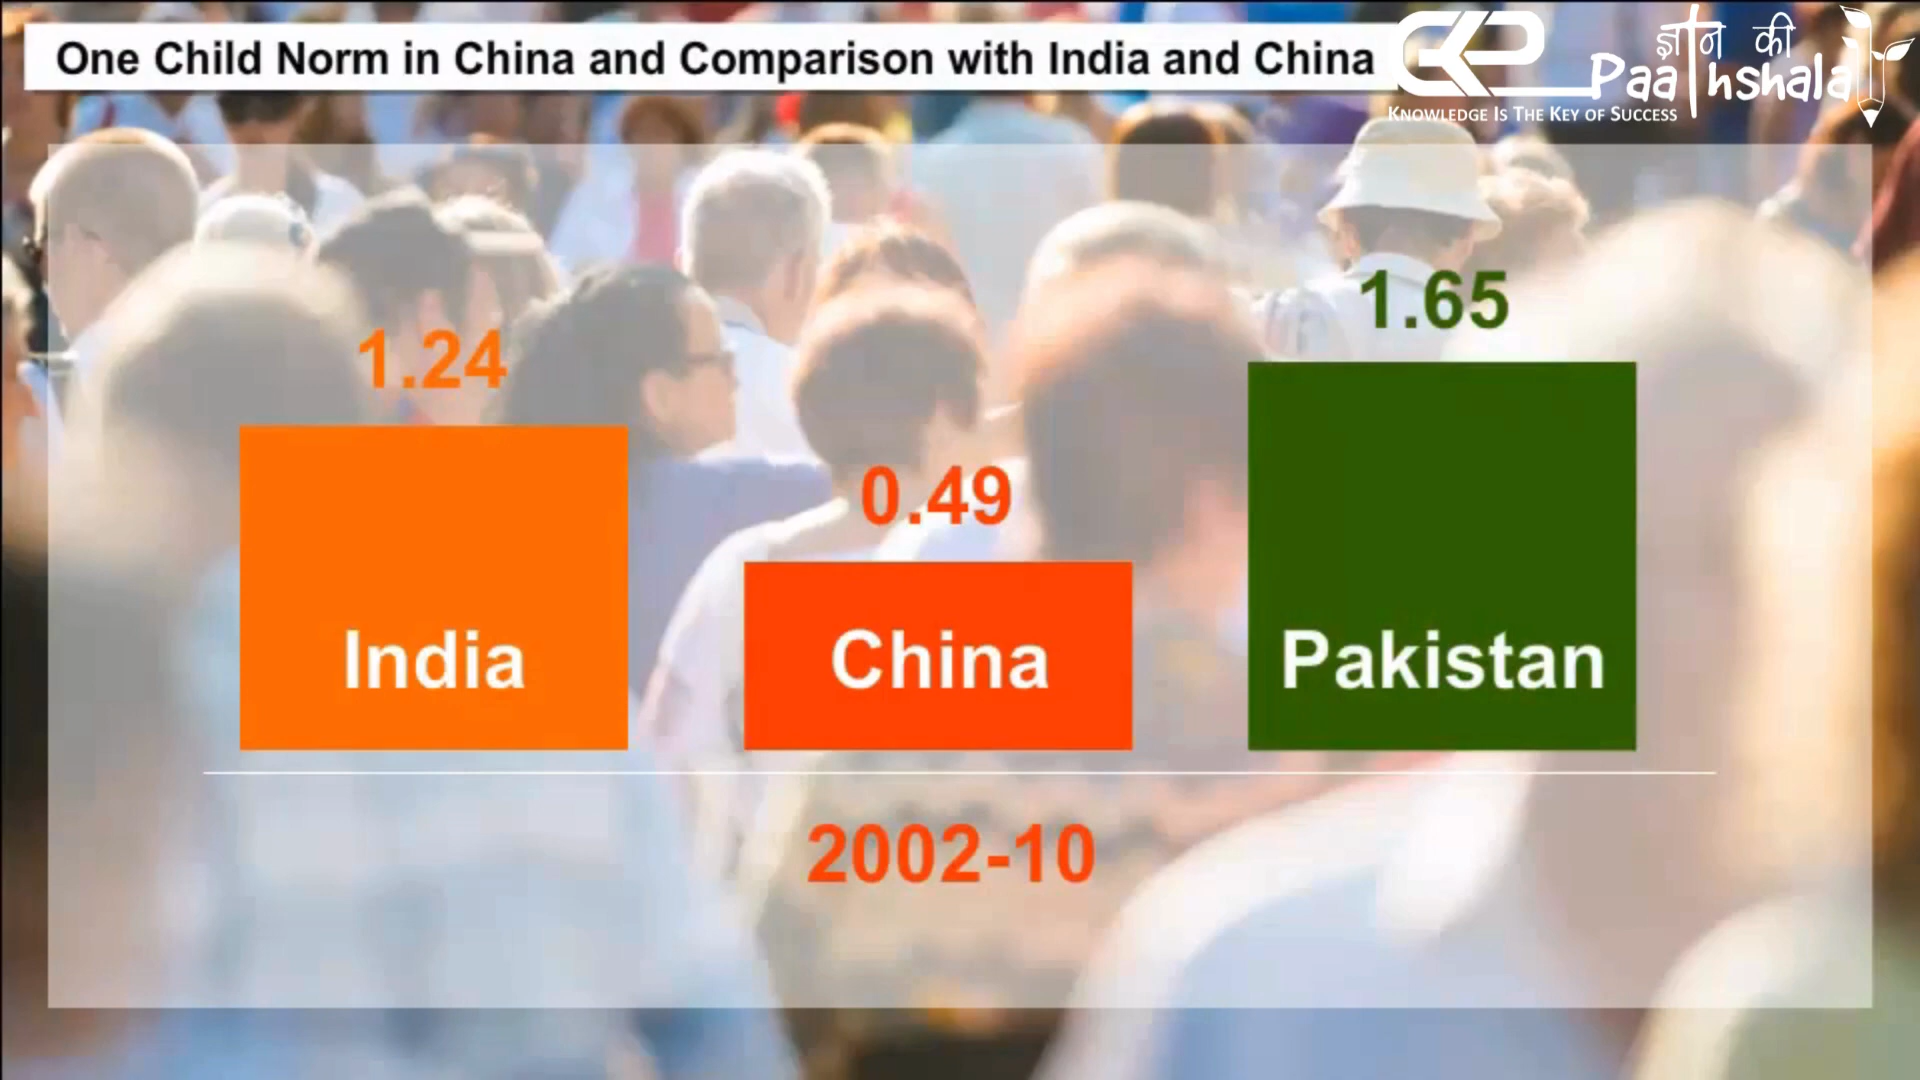 One Child Norm in China and Comparison with India and China
GKP
KNOWLEDGE IS THE KEY OF SUCCESS
ज्ञान की
Paathshala
1.24
0.49
1.65
India
China
Pakistan
2002-10